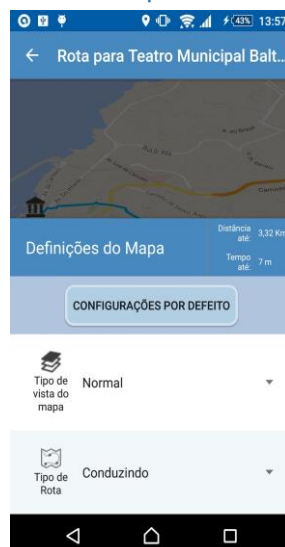 43% 13:57
Rota para Teatro Municipal Balt...
Definições do Mapa
Distância
até:
3,32 Km
Tempo
até:
7 m
CONFIGURAÇÕES POR DEFEITO
Tipo de
vista do
mapa
Normal
Tipo de
Rota
Conduzindo